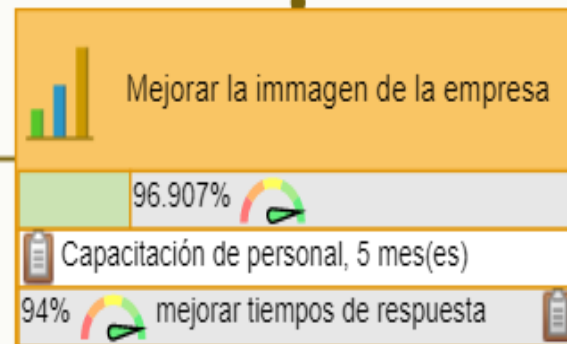 Mejorar la immagen de la empresa
96.907%
Capacitación de personal, 5 mes(es)
94% mejorar tiempos de respuesta